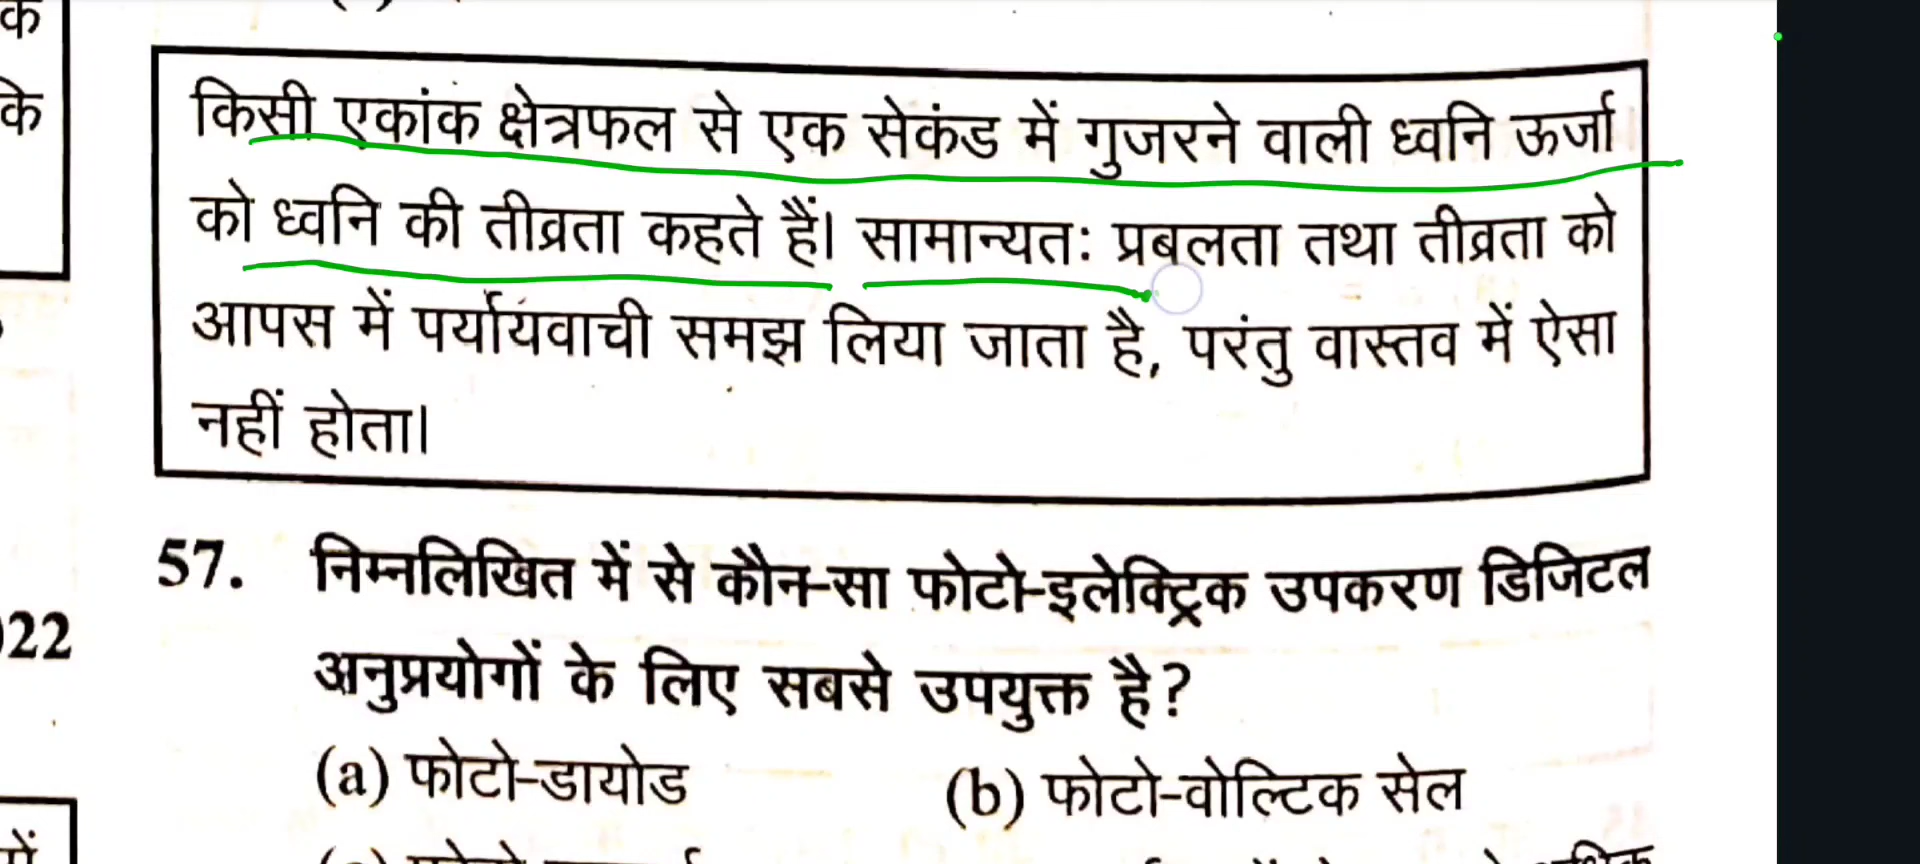 क
कि
किसी एकांक क्षेत्रफल से एक सेकंड में गुजरने वाली ध्वनि ऊर्जा
को ध्वनि की तीव्रता कहते हैं। सामान्यतः प्रबलता तथा तीव्रता को
आपस में पर्यायवाची समझ लिया जाता है, परंतु वास्तव में ऐसा
नहीं होता।
57. निम्नलिखित में से कौन-सा फोटो-इलेक्ट्रिक उपकरण डिजिटल
022
अनुप्रयोगों के लिए सबसे उपयुक्त है?
(a) फोटो-डायोड (b) फोटो-वोल्टिक सेल
में